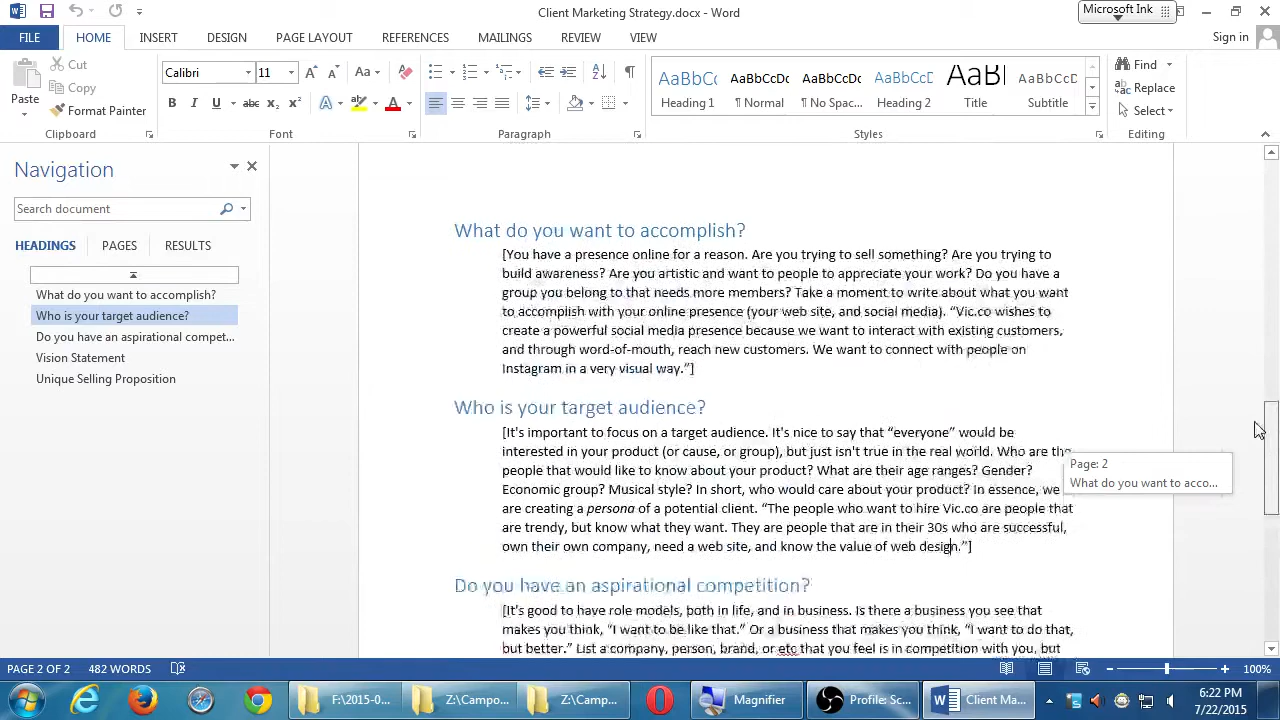 Client Marketing Strategy.docx - Word
Microsoft Ink
FILE
HOME
INSERT
DESIGN
PAGE LAYOUT
REFERENCES
MAILINGS
REVIEW
VIEW
Sign in
Paste
Cut
Copy
Format Painter
Clipboard
Calibri
11
Font
Paragraph
AaBbCc
Heading 1
AaBbCcDc
¶ Normal
AaBbCcDc
¶ No Spac...
AaBbCcD
Heading 2
AaB
Title
AaBbCcD
Subtitle
Styles
Find
Replace
Select
Editing
Navigation
Search document
HEADINGS
PAGES
RESULTS
What do you want to accomplish?
Who is your target audience?
Do you have an aspirational compet...
Vision Statement
Unique Selling Proposition
What do you want to accomplish?
[You have a presence online for a reason. Are you trying to sell something? Are you trying to
build awareness? Are you artistic and want to people to appreciate your work? Do you have a
group you belong to that needs more members? Take a moment to write about what you want
to accomplish with your online presence (your web site, and social media). “Vic.co wishes to
create a powerful social media presence because we want to interact with existing customers,
and through word-of-mouth, reach new customers. We want to connect with people on
Instagram in a very visual way.”]
Who is your target audience?
[It's important to focus on a target audience. It's nice to say that “everyone” would be
interested in your product (or cause, or group), but just isn't true in the real world. Who are the
people that would like to know about your product? What are their age ranges? Gender?
Economic group? Musical style? In short, who would care about your product? In essence, we
are creating a persona of a potential client. “The people who want to hire Vic.co are people that
are trendy, but know what they want. They are people that are in their 30s who are successful,
own their own company, need a web site, and know the value of web design.”]
Do you have an aspirational competition?
[It's good to have role models, both in life, and in business. Is there a business you see that
makes you think, “I want to be like that.” Or a business that makes you think, “I want to do that,
but better.” List a company, person, brand, or etc that you feel is in competition with you, but
Page: 2
What do you want to acco...
PAGE 2 OF 2
482 WORDS
100%
F:\2015-0...
Z:\Campo...
Z:\Camp...
Magnifier
Profile: Sc...
Client Ma...
6:22 PM
7/22/2015